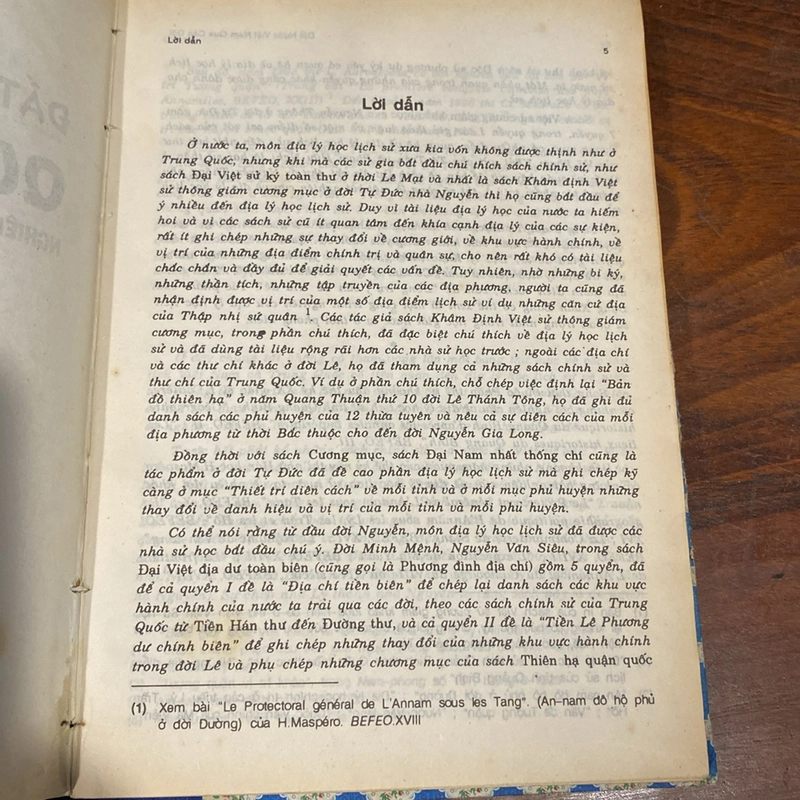 Lời dẫn
5
Lời dẫn
Ở nước ta, môn địa lý học lịch sử xưa kia vốn không được thịnh như ở
Trung Quốc, nhưng khi mà các sử gia bắt đầu chú thích sách chính sử, như
sách Đại Việt sử ký toàn thư ở thời Lê Mạt và nhất là sách Khâm định Việt
sử thông giám cương mục ở đời Tự Đức nhà Nguyễn thì họ cũng bắt đầu để
ý nhiều đến địa lý học lịch sử. Duy vì tài liệu địa lý học của nước ta hiếm
hoi và vì các sách sử cũ ít quan tâm đến khía cạnh địa lý của các sự kiện,
rất ít ghi chép những sự thay đổi về cương giới, về khu vực hành chính, về
vị trí của những địa điểm chính trị và quân sự, cho nên rất khó có tài liệu
chắc chắn và đầy đủ để giải quyết các vấn đề. Tuy nhiên, nhờ những bi ký,
những thần tích, những tập truyền của các địa phương, người ta cũng đã
nhận định được vị trí của một số địa điểm lịch sử ví dụ những căn cứ địa
của Thập nhị sứ quân 1. Các tác giả sách Khâm Định Việt sử thông giám
cương mục, trong phần chú thích, đã đặc biệt chú thích về địa lý học lịch
sử và đã dùng tài liệu rộng rãi hơn các nhà sử học trước ; ngoài các địa chí
và các thư chí khác ở đời Lê, họ đã tham dụng cả những sách chính sử và
thư chí của Trung Quốc. Ví dụ ở phần chú thích, chỗ chép việc định lại "Bản
đồ thiên hạ" ở năm Quang Thuận thứ 10 đời Lê Thánh Tông, họ đã ghi đủ
danh sách các phủ huyện của 12 thừa tuyên và nêu cả sự diên cách của mỗi
địa phương từ thời Bắc thuộc cho đến đời Nguyễn Gia Long.
Đồng thời với sách Cương mục, sách Đại Nam nhất thống chí cũng là
tác phẩm ở đời Tự Đức đã đề cao phần địa lý học lịch sử mà ghi chép kỹ
càng ở mục "Thiết trí diên cách" về mỗi tỉnh và ở mỗi mục phủ huyện những
thay đổi về danh hiệu và vị trí của mỗi tỉnh và mỗi phủ, huyện.
Có thể nói rằng từ đầu đời Nguyễn, môn địa lý học lịch sử đã được các
nhà sử học bắt đầu chú ý. Đời Minh Mệnh, Nguyễn Văn Siêu, trong sách
Đại Việt địa dư toàn biên (cũng gọi là Phương đình địa chí) gồm 5 quyển, đã
để cả quyển I đề là "Địa chí tiền biên" để chép lại danh sách các khu vực
hành chính của nước ta trải qua các đời, theo các sách chính sử của Trung
Quốc từ Tiền Hán thư đến Đường thư, và cả quyển II đề là "Tiền Lê Phương
dư chính biên" để ghi chép những thay đổi của những khu vực hành chính
trong đời Lê và phụ chép những chương mục của sách Thiên hạ quận quốc
(1) Xem bài "Le Protectoral général de L'Annam sous les Tang". (An-nam đô hộ phủ
ở đời Đường) của H.Maspéro. BEFEO.XVIII